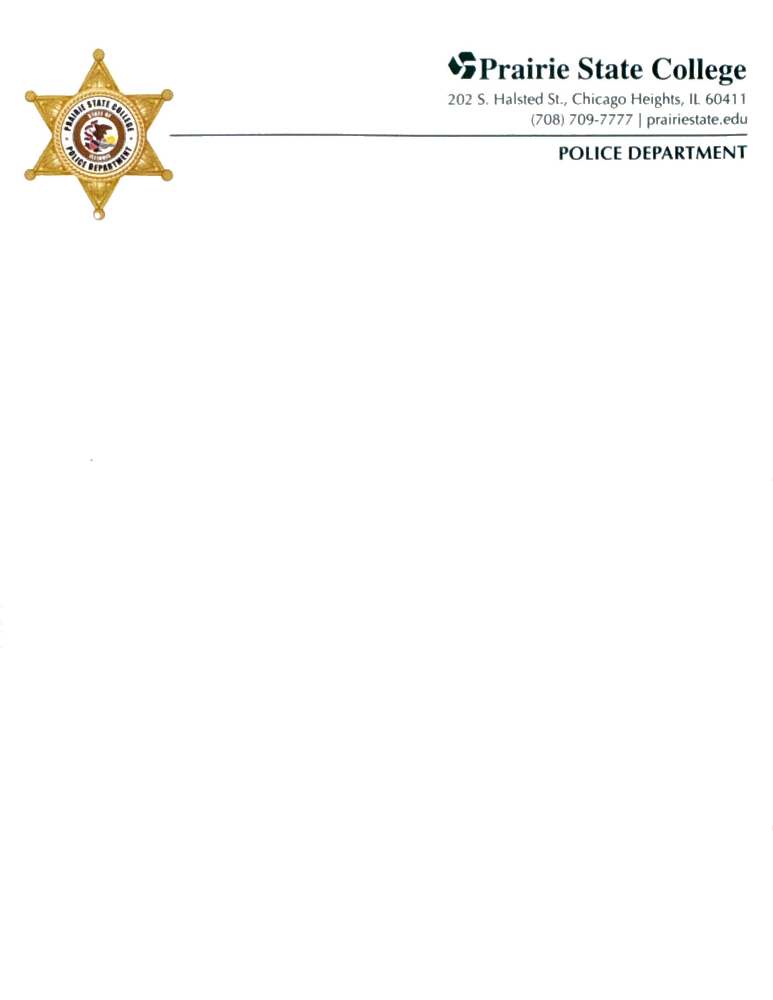 PRAIRIE STATE COLLEGE
STATE OF
ILLINOIS
POLICE DEPARTMENT
Prairie State College
202 S. Halsted St., Chicago Heights, IL 60411
(708) 709-7777 | prairiestate.edu
POLICE DEPARTMENT